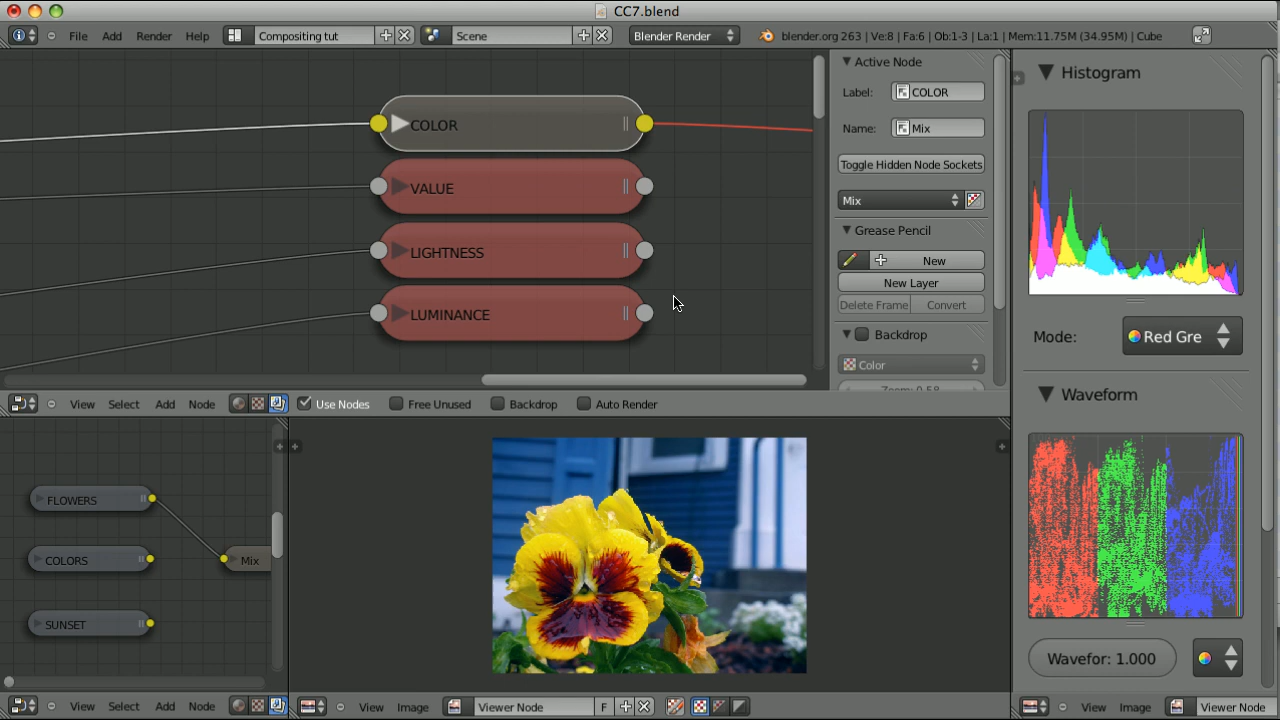 CC7.blend
File Add Render Help Compositing tut Scene Blender Render blender.org 263 | Ve:8 | Fa:6 | Ob:1-3 | La:1 | Mem:11.75M (34.95M) | Cube
COLOR
VALUE
LIGHTNESS
LUMINANCE
Active Node
Label: COLOR
Name: Mix
Toggle Hidden Node Sockets
Mix
Grease Pencil
New
New Layer
Delete Frame Convert
Backdrop
Color
Zoom: 0.58
Histogram
Mode: Red Gre
Waveform
Wavefor: 1.000
View Select Add Node Use Nodes Free Unused Backdrop Auto Render
FLOWERS
COLORS
Mix
SUNSET
View Select Add Node
View Image Viewer Node F
View Image Viewer Node